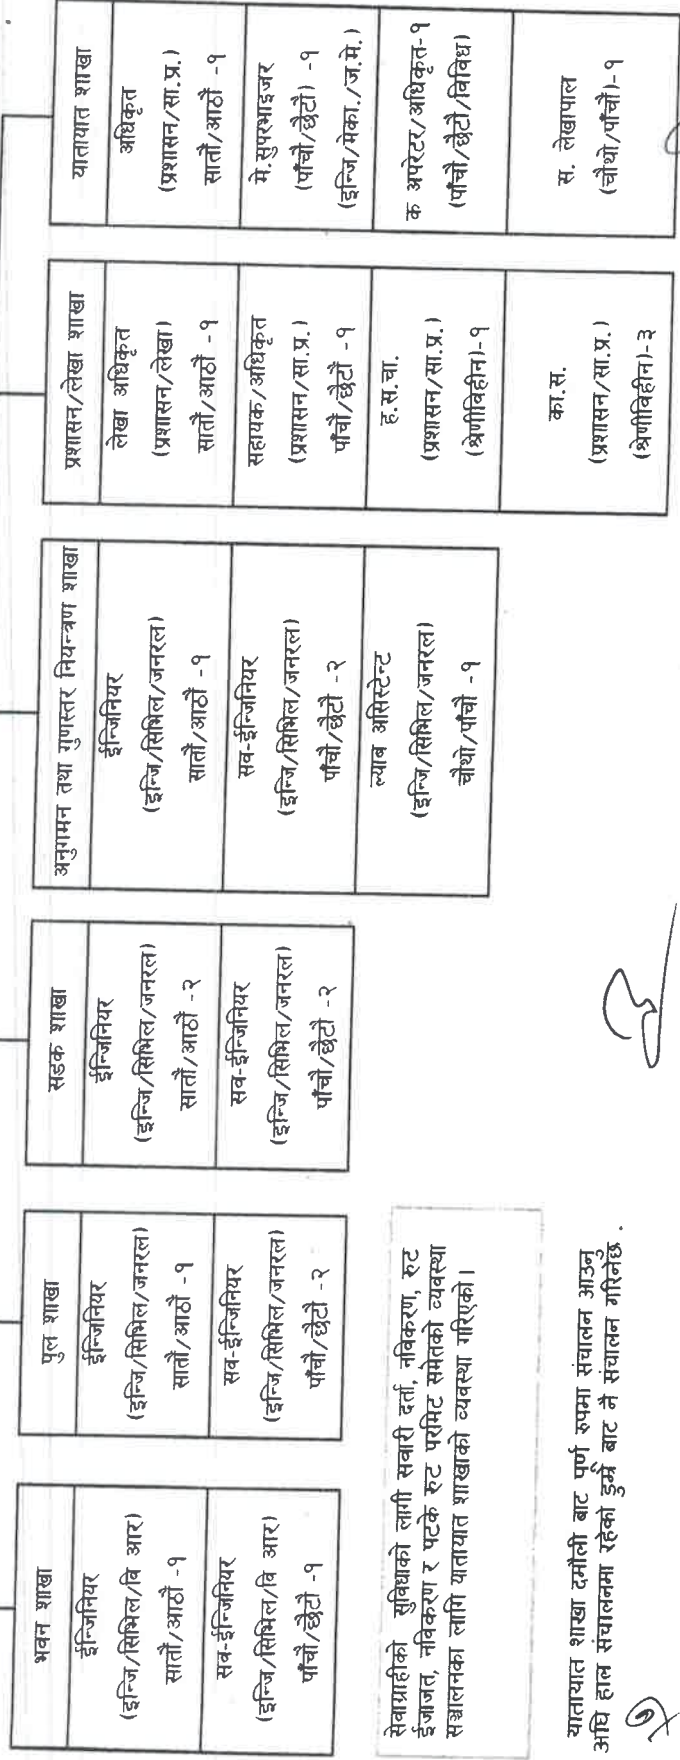 भवन शाखा
ईन्जिनियर
(इन्जि/सिभिल/वि आर)
सातौं/आठौं -१
सव-ईन्जिनियर
(इन्जि/सिभिल/वि आर)
पाँचौं/छैटौं -१
पुल शाखा
ईन्जिनियर
(इन्जि/सिभिल/जनरल)
सातौं/आठौं -१
सव-ईन्जिनियर
(इन्जि/सिभिल/जनरल)
पाँचौं/छैटौं -२
सडक शाखा
ईन्जिनियर
(इन्जि/सिभिल/जनरल)
सातौं/आठौं -२
सव-ईन्जिनियर
(इन्जि/सिभिल/जनरल)
पाँचौं/छैटौं -२
अनुगमन तथा गुणस्तर नियन्त्रण शाखा
ईन्जिनियर
(इन्जि/सिभिल/जनरल)
सातौं/आठौं -१
सव-ईन्जिनियर
(इन्जि/सिभिल/जनरल)
पाँचौं/छैटौं -२
ल्याब असिस्टेन्ट
(इन्जि/सिभिल/जनरल)
चौथो/पाँचौं -१
प्रशासन/लेखा शाखा
लेखा अधिकृत
(प्रशासन/लेखा)
सातौं/आठौं -१
सहायक/अधिकृत
(प्रशासन/सा.प्र.)
पाँचौं/छैटौं -१
ह.स.चा.
(प्रशासन/सा.प्र.)
(श्रेणीविहीन)-१
का.स.
(प्रशासन/सा.प्र.)
(श्रेणीविहीन)-३
यातायात शाखा
अधिकृत
(प्रशासन/सा.प्र.)
सातौं/आठौं -१
मे.सुपरभाइजर
(पाँचौं/छैटौं) -१
(इन्जि/मेका./ज.मे.)
क अपरेटर/अधिकृत-१
(पाँचौं/छैटौं/विविध)
स. लेखापाल
(चौथो/पाँचौं)-१
सेवाग्राहीको सुविधाको लागी सवारी दर्ता, नविकरण, रुट
ईजाजत, नविकरण र पटके रुट परमिट समेतको व्यवस्था
सञ्चालनका लागि यातायात शाखाको व्यवस्था गरिएको।
यातायात शाखा दमौली बाट पूर्ण रुपमा संचालन आउनु
अघि हाल संचालनमा रहेको डुम्रे बाट नै संचालन गरिनेछ .